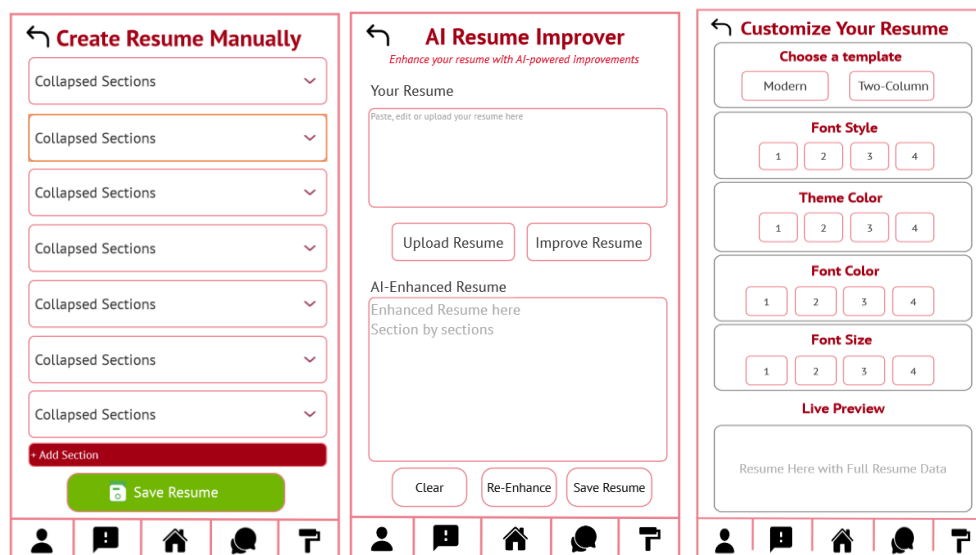 Create Resume Manually
Collapsed Sections
Collapsed Sections
Collapsed Sections
Collapsed Sections
Collapsed Sections
Collapsed Sections
Collapsed Sections
+ Add Section
Save Resume
AI Resume Improver
Enhance your resume with AI-powered improvements
Your Resume
Paste, edit or upload your resume here
Upload Resume
Improve Resume
AI-Enhanced Resume
Enhanced Resume here
Section by sections
Clear
Re-Enhance
Save Resume
Customize Your Resume
Choose a template
Modern
Two-Column
Font Style
1 2 3 4
Theme Color
1 2 3 4
Font Color
1 2 3 4
Font Size
1 2 3 4
Live Preview
Resume Here with Full Resume Data